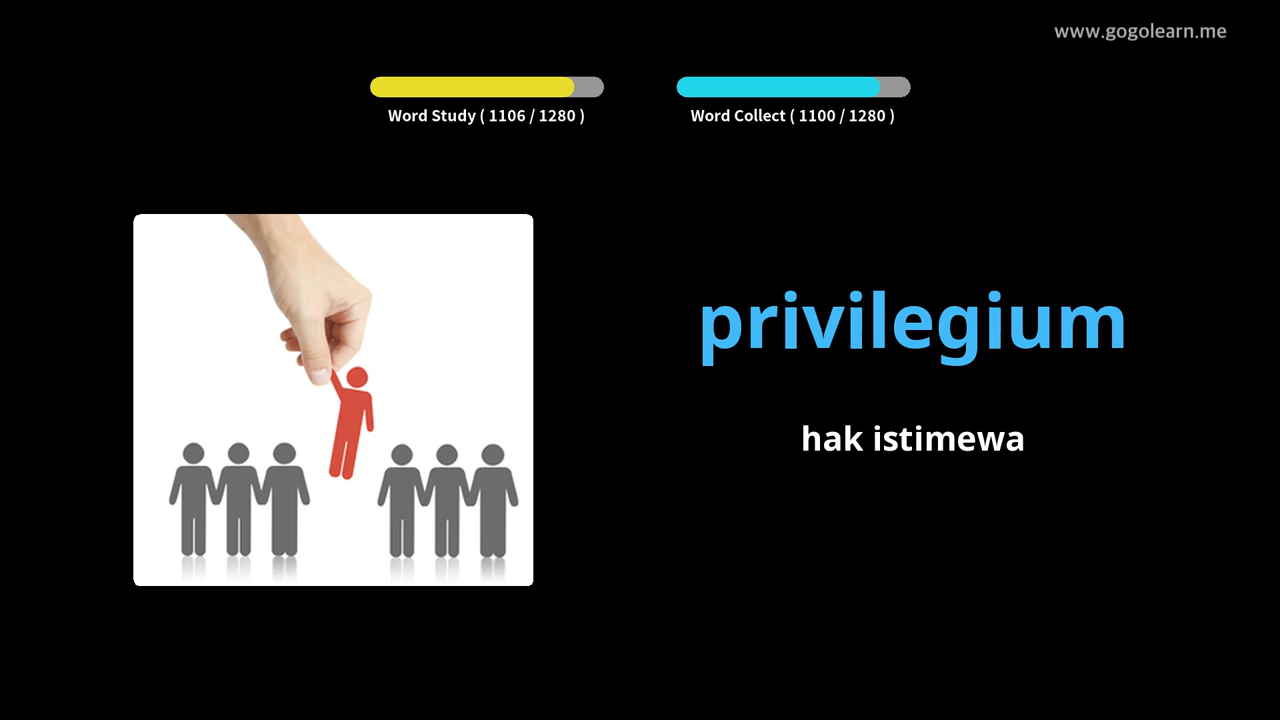 www.gogolearn.me
Word Study ( 1106 / 1280 )
Word Collect ( 1100 / 1280 )
privilegium
hak istimewa